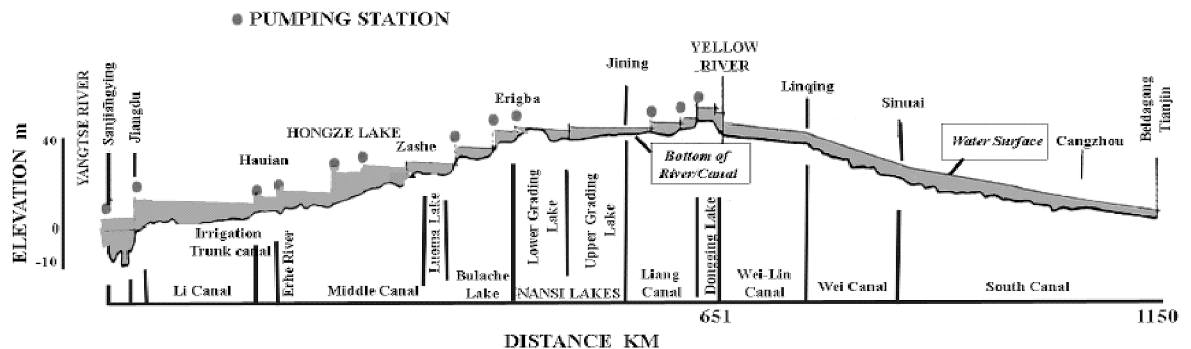 PUMPING STATION
YANGTSE RIVER
Sanjiangying
Jiangdu
Hauian
HONGZE LAKE
Zashe
Erigba
Jining
YELLOW
RIVER
Linqing
Sinuai
Cangzhou
Beldagang
Tianjin
Water Surface
Bottom of
River/Canal
ELEVATION m
40
0
-10
Irrigation
Trunk canal
Erhe River
Luoma Lake
Lower Grading
Lake
Upper Grading
Lake
Dongging Lake
Li Canal
Middle Canal
Bulache
Lake
NANSI LAKES
Liang
Canal
Wei-Lin
Canal
Wei Canal
South Canal
651
1150
DISTANCE KM